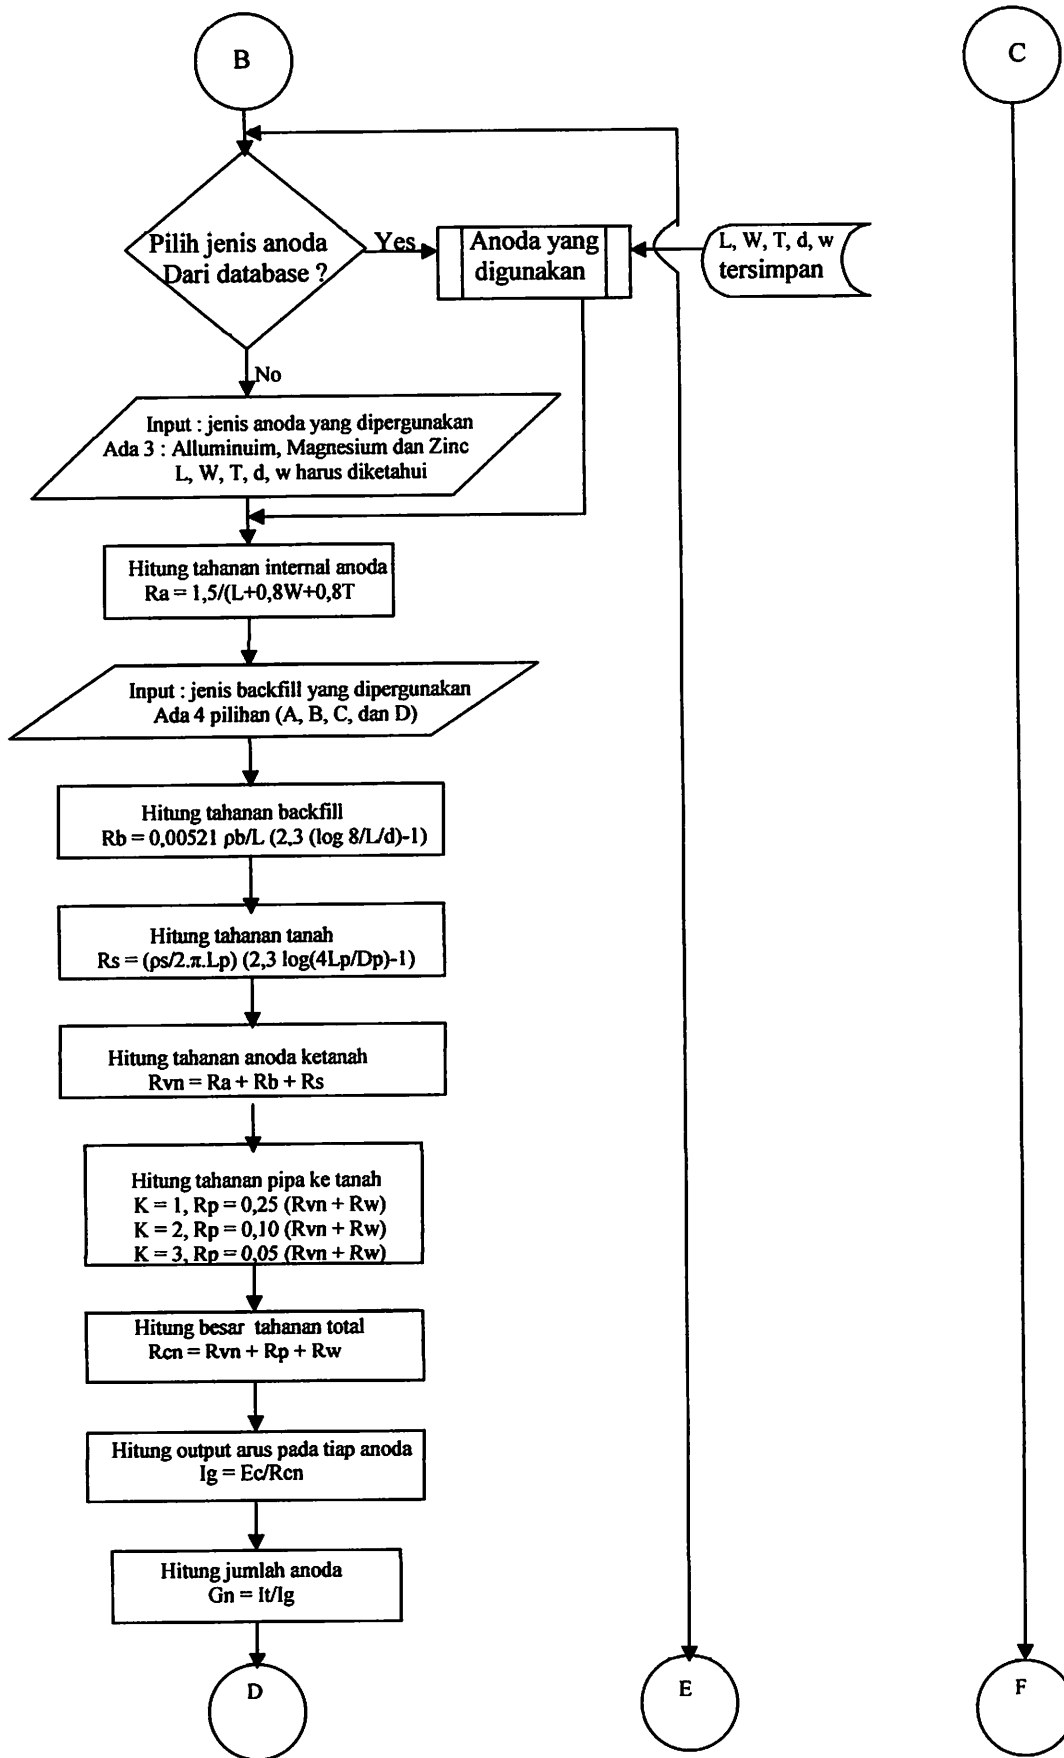 B
C
Pilih jenis anoda
Dari database ?
Yes
Anoda yang
digunakan
L, W, T, d, w
tersimpan
No
Input : jenis anoda yang dipergunakan
Ada 3 : Alluminuim, Magnesium dan Zinc
L, W, T, d, w harus diketahui
Hitung tahanan internal anoda
Ra = 1,5/(L+0,8W+0,8T
Input : jenis backfill yang dipergunakan
Ada 4 pilihan (A, B, C, dan D)
Hitung tahanan backfill
Rb = 0,00521 ρb/L (2,3 (log 8/L/d)-1)
Hitung tahanan tanah
Rs = (ρs/2.π.Lp) (2,3 log(4Lp/Dp)-1)
Hitung tahanan anoda ketanah
Rvn = Ra + Rb + Rs
Hitung tahanan pipa ke tanah
K = 1, Rp = 0,25 (Rvn + Rw)
K = 2, Rp = 0,10 (Rvn + Rw)
K = 3, Rp = 0,05 (Rvn + Rw)
Hitung besar tahanan total
Rcn = Rvn + Rp + Rw
Hitung output arus pada tiap anoda
Ig = Ec/Rcn
Hitung jumlah anoda
Gn = It/Ig
D
E
F